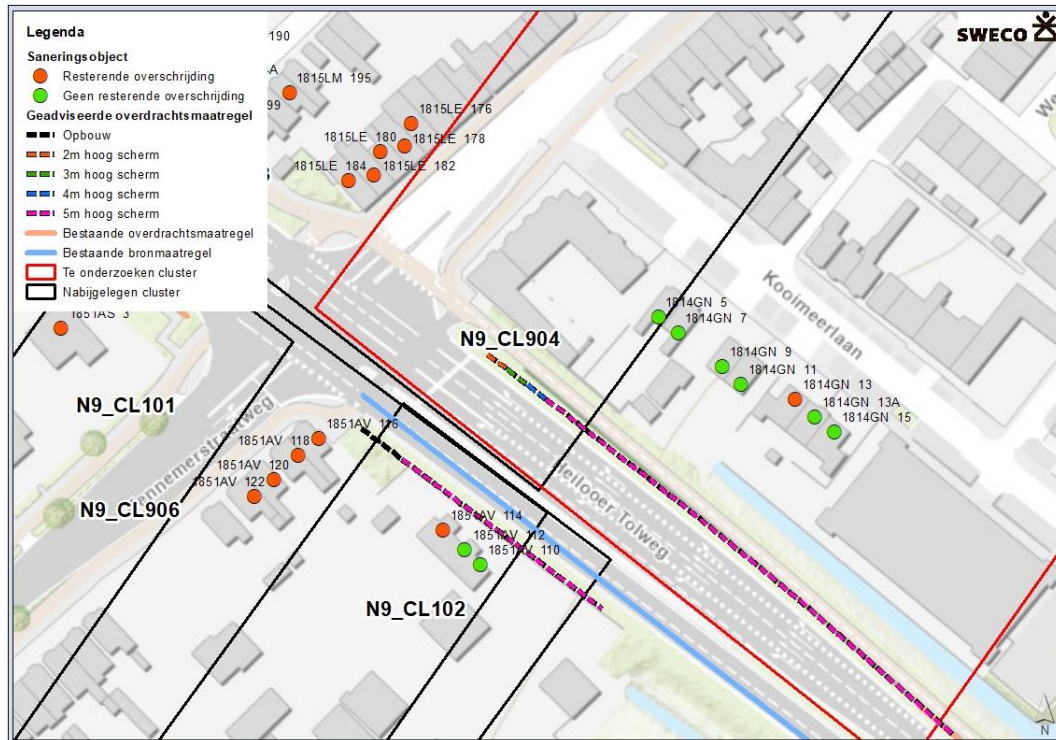 Legenda
Saneringsobject
Resterende overschrijding
Geen resterende overschrijding
Geadviseerde overdrachtsmaatregel
Opbouw
2m hoog scherm
3m hoog scherm
4m hoog scherm
5m hoog scherm
Bestaande overdrachtsmaatregel
Bestaande bronmaatregel
Te onderzoeken cluster
Nabijgelegen cluster
SWECO
190
1815LM 195
99
1815LE 176
1815LE 180
1815LE 178
1815LE 184
1815LE 182
1851AS 3
N9_CL904
1814GN 5
1814GN 7
Kooimeerlaan
1814GN 9
1814GN 11
1814GN 13
1814GN 13A
1814GN 15
N9_CL101
1851AV 116
1851AV 118
1851AV 120
1851AV 122
N9_CL906
Heilooer Tolweg
1851AV 114
1851AV 112
1851AV 110
N9_CL102
N